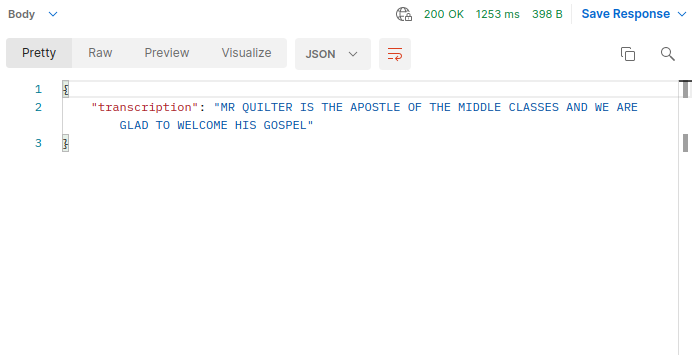 Body 200 OK 1253 ms 398 B Save Response
Pretty Raw Preview Visualize JSON
1 {
2 "transcription": "MR QUILTER IS THE APOSTLE OF THE MIDDLE CLASSES AND WE ARE
GLAD TO WELCOME HIS GOSPEL"
3 }